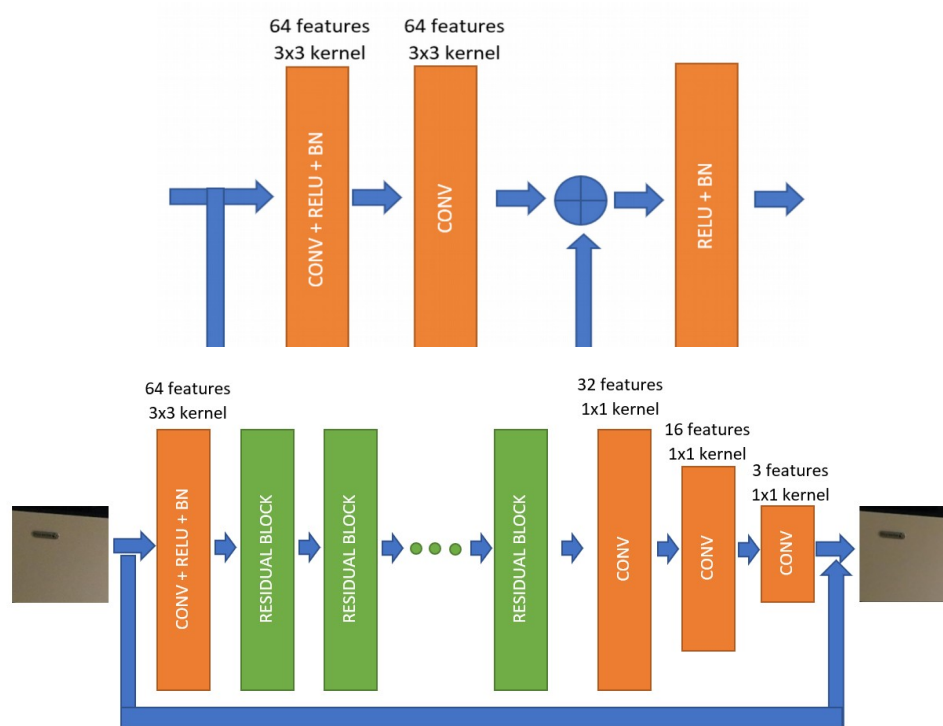 64 features
3x3 kernel
64 features
3x3 kernel
CONV + RELU + BN
CONV
RELU + BN
64 features
3x3 kernel
32 features
1x1 kernel
16 features
1x1 kernel
3 features
1x1 kernel
CONV + RELU + BN
RESIDUAL BLOCK
RESIDUAL BLOCK
RESIDUAL BLOCK
CONV
CONV
CONV